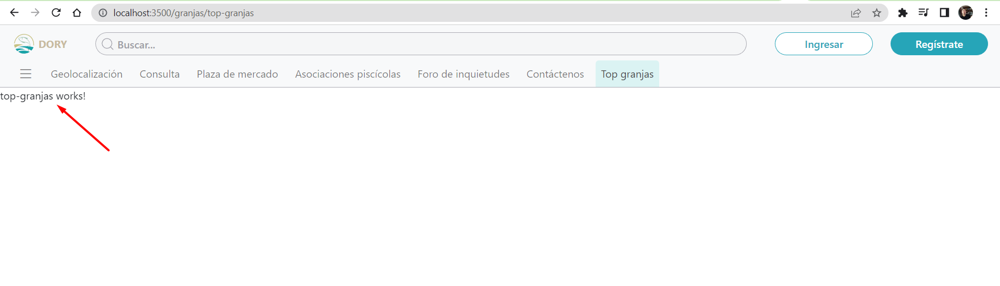 localhost:3500/granjas/top-granjas
DORY
Buscar...
Ingresar
Regístrate
Geolocalización Consulta Plaza de mercado Asociaciones piscícolas Foro de inquietudes Contáctenos Top granjas
top-granjas works!